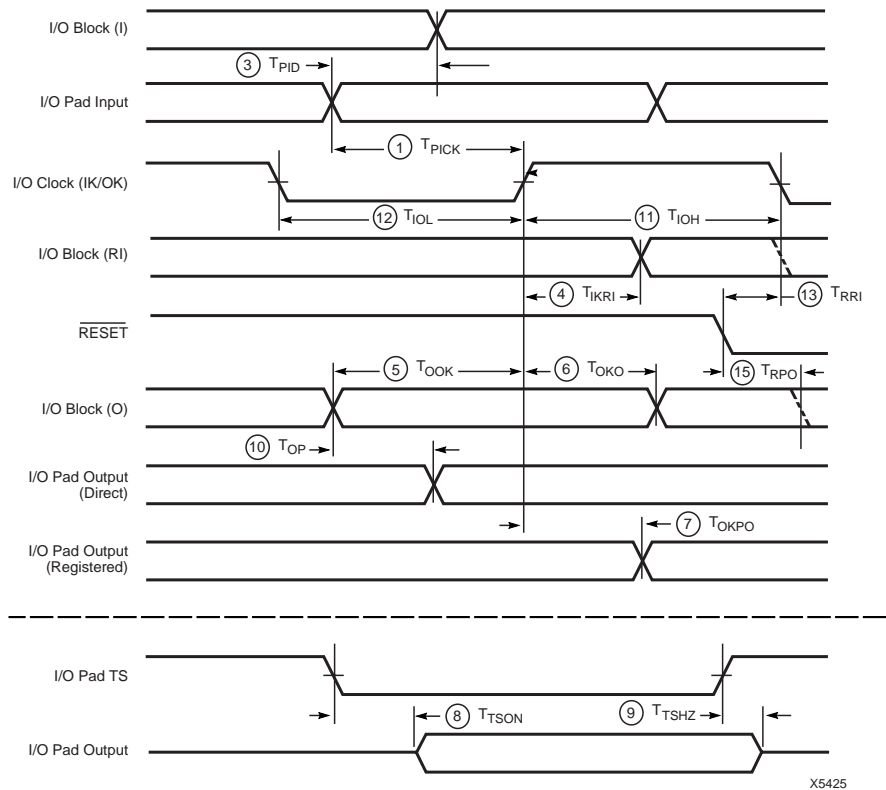 I/O Block (I)
3 TPID
I/O Pad Input
1 TPICK
I/O Clock (IK/OK)
12 TIOL
11 TIOH
I/O Block (RI)
4 TIKRI
13 TRRI
RESET
5 TOOK
6 TOKO
15 TRPO
I/O Block (O)
10 TOP
I/O Pad Output
(Direct)
7 TOKPO
I/O Pad Output
(Registered)
I/O Pad TS
8 TTSON
9 TTSHZ
I/O Pad Output
X5425